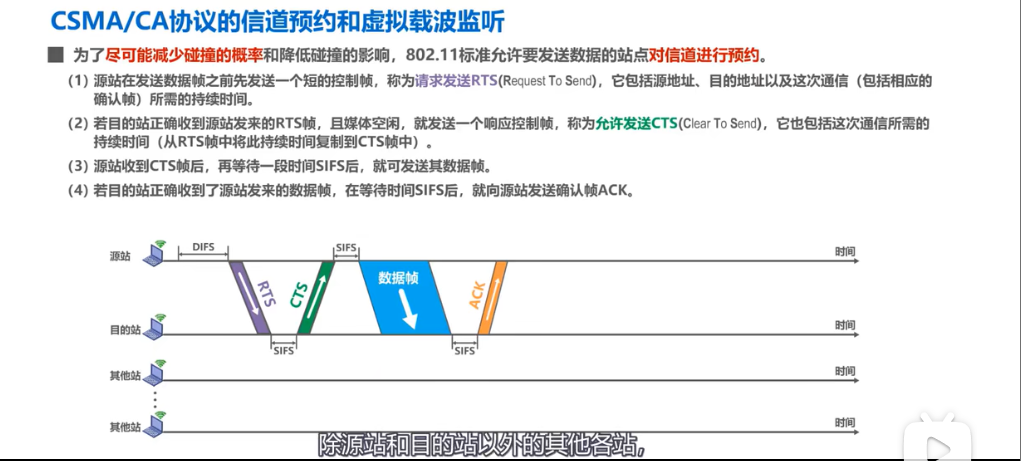 CSMA/CA协议的信道预约和虚拟载波监听
为了尽可能减少碰撞的概率和降低碰撞的影响，802.11标准允许要发送数据的站点对信道进行预约。
(1) 源站在发送数据帧之前先发送一个短的控制帧，称为请求发送RTS(Request To Send)，它包括源地址、目的地址以及这次通信（包括相应的
确认帧）所需的持续时间。
(2) 若目的站正确收到源站发来的RTS帧，且媒体空闲，就发送一个响应控制帧，称为允许发送CTS(Clear To Send)，它也包括这次通信所需的
持续时间（从RTS帧中将此持续时间复制到CTS帧中）。
(3) 源站收到CTS帧后，再等待一段时间SIFS后，就可发送其数据帧。
(4) 若目的站正确收到了源站发来的数据帧，在等待时间SIFS后，就向源站发送确认帧ACK。
DIFS
SIFS
源站
时间
RTS
CTS
数据帧
ACK
目的站
时间
SIFS
SIFS
其他站
时间
其他站
时间
除源站和目的站以外的其他各站，